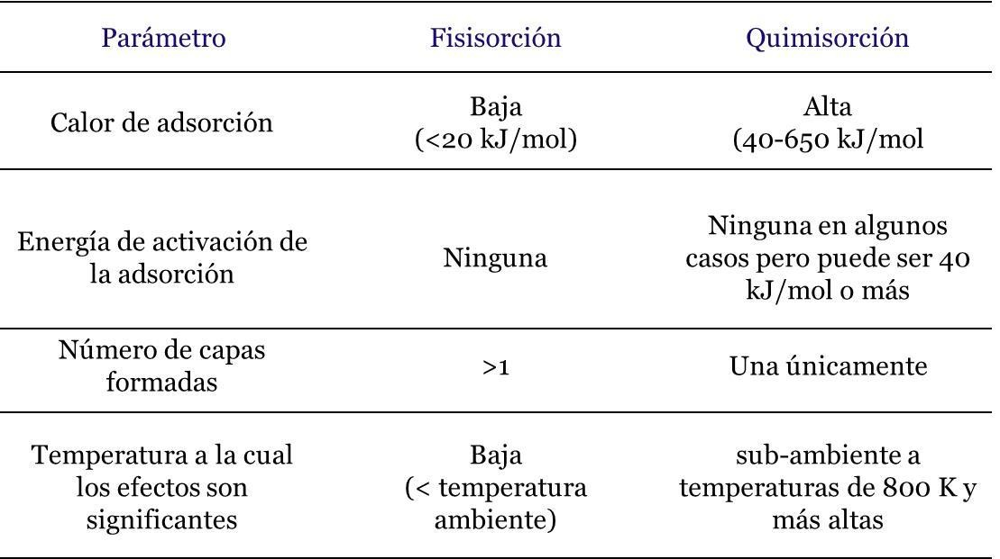 Parámetro Fisisorción Quimisorción
Calor de adsorción
Baja
(<20 kJ/mol)
Alta
(40-650 kJ/mol
Energía de activación de
la adsorción
Ninguna
Ninguna en algunos
casos pero puede ser 40
kJ/mol o más
Número de capas
formadas
>1
Una únicamente
Temperatura a la cual
los efectos son
significantes
Baja
(< temperatura
ambiente)
sub-ambiente a
temperaturas de 800 K y
más altas